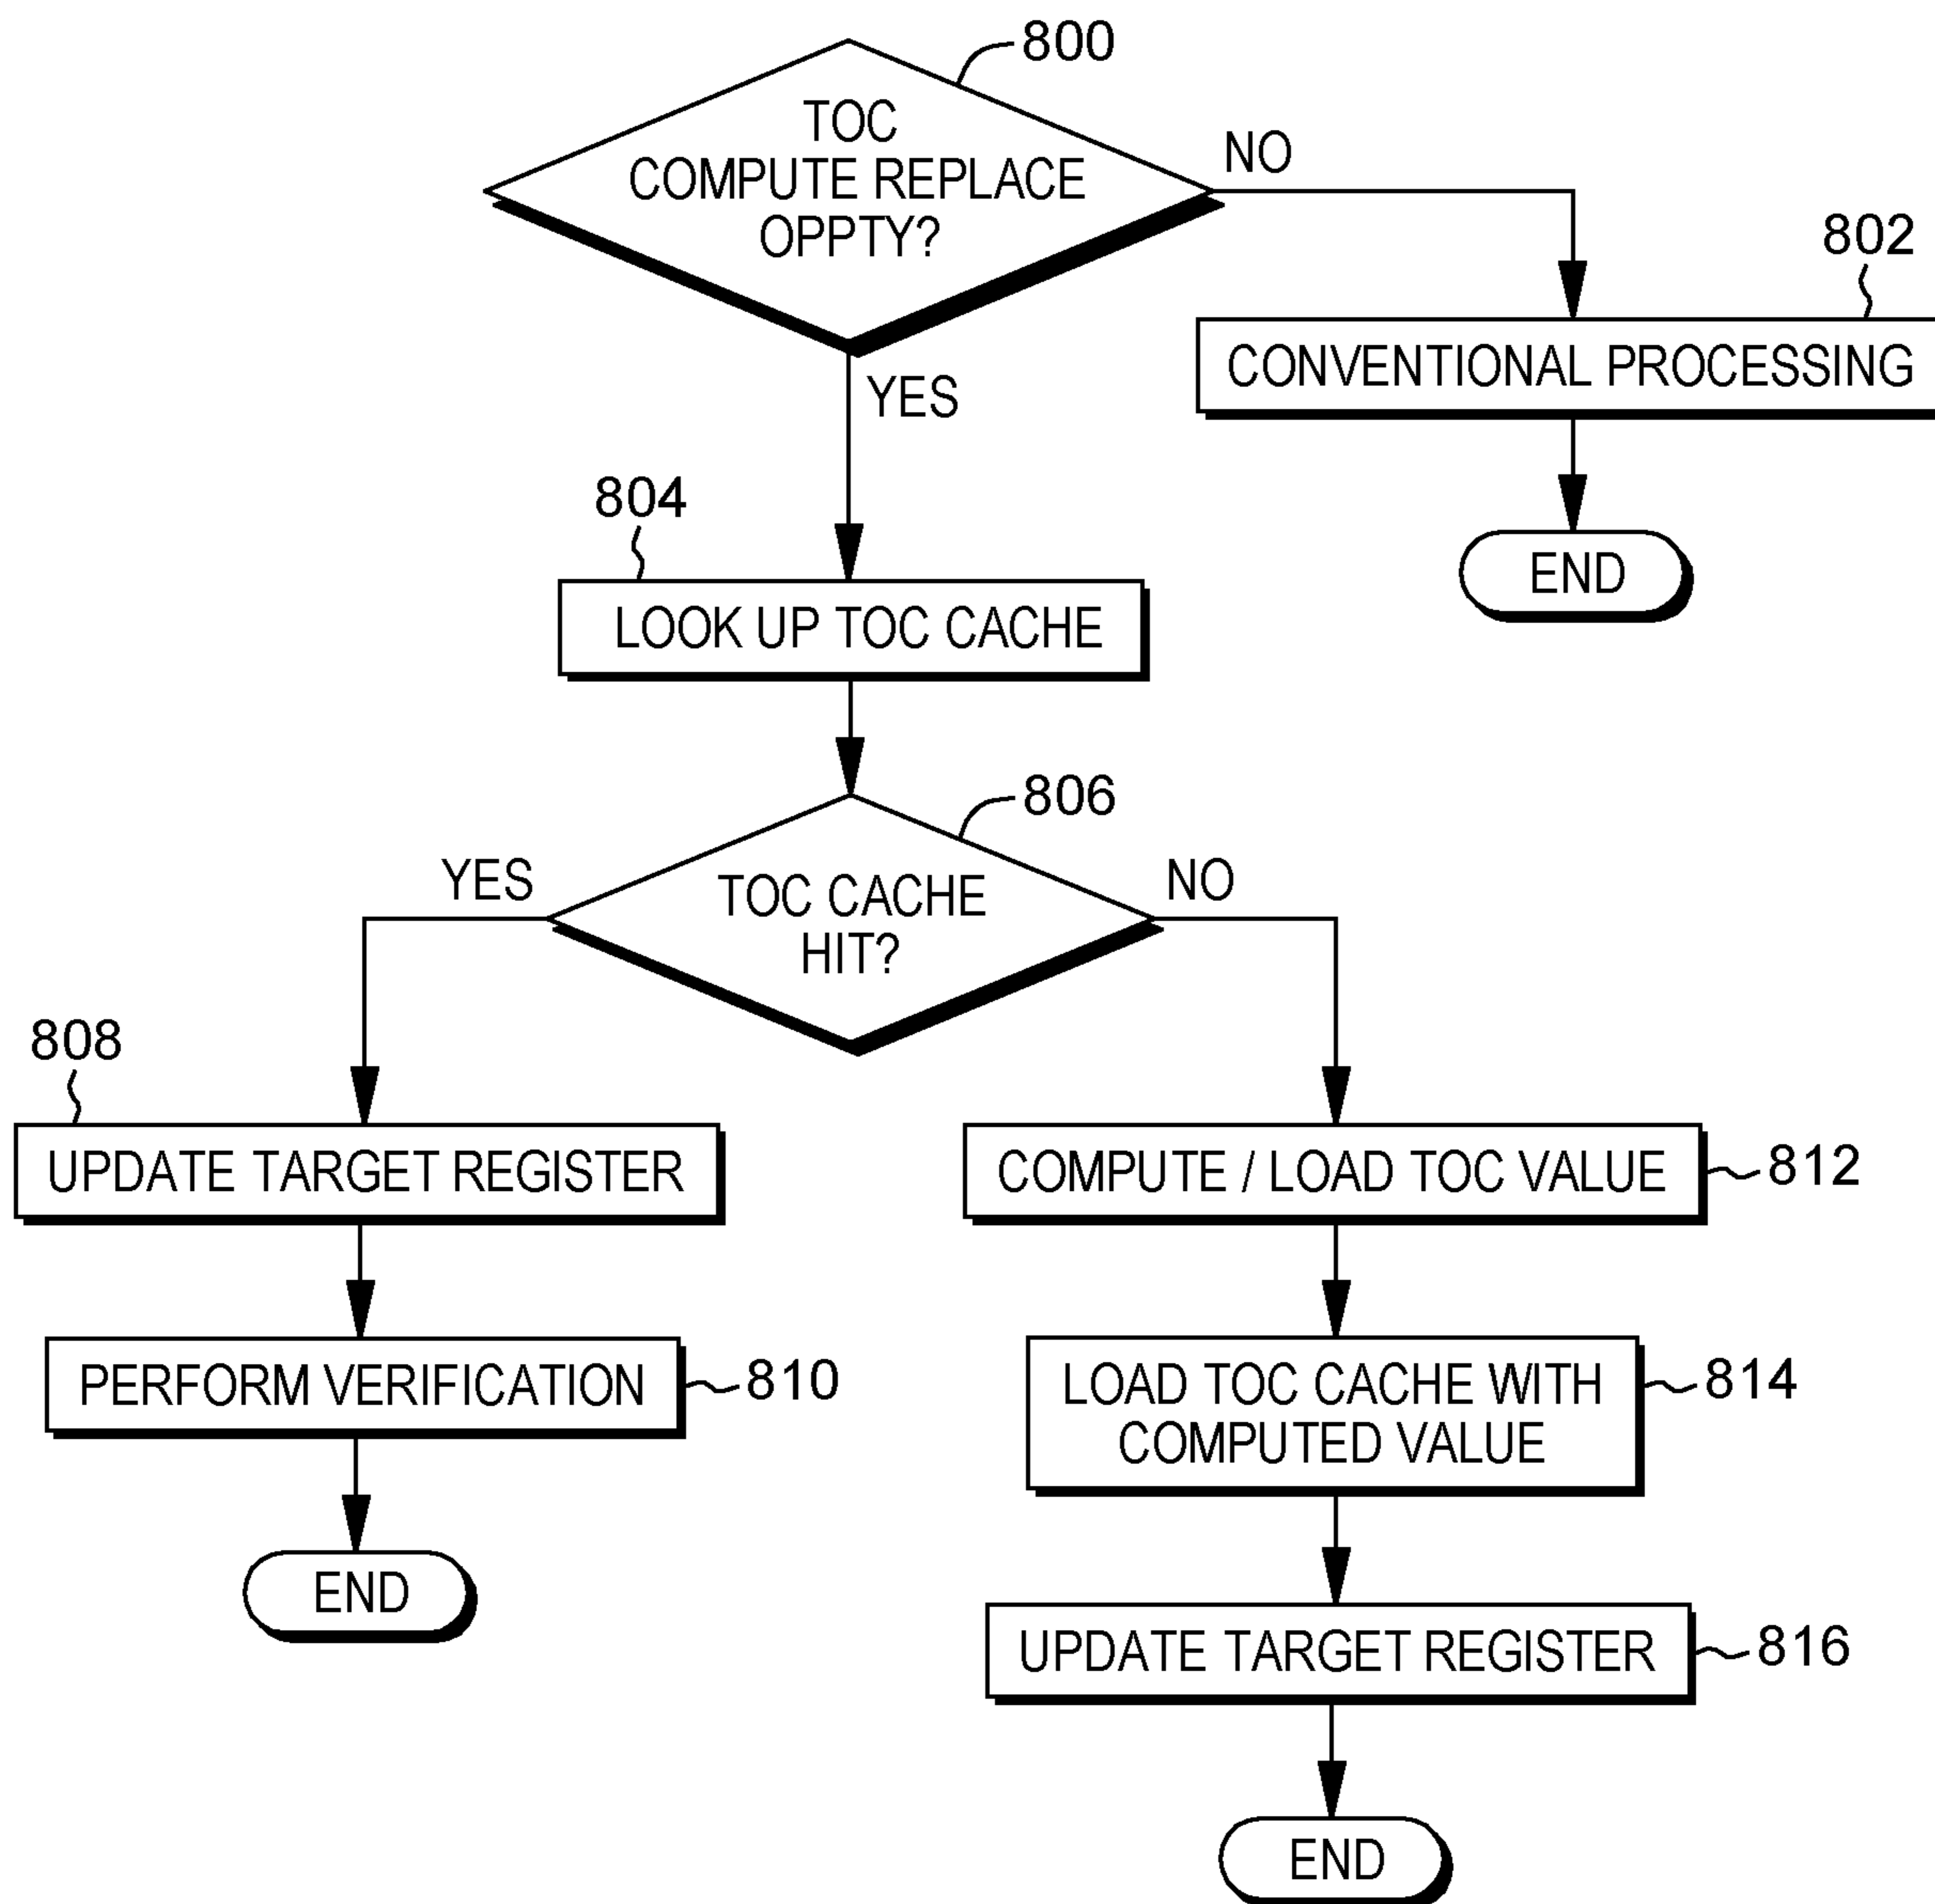 800
TOC
COMPUTE REPLACE
OPPTY?
NO
802
CONVENTIONAL PROCESSING
END
YES
804
LOOK UP TOC CACHE
806
TOC CACHE
HIT?
YES
NO
808
UPDATE TARGET REGISTER
PERFORM VERIFICATION
810
END
COMPUTE / LOAD TOC VALUE
812
LOAD TOC CACHE WITH
COMPUTED VALUE
814
UPDATE TARGET REGISTER
816
END